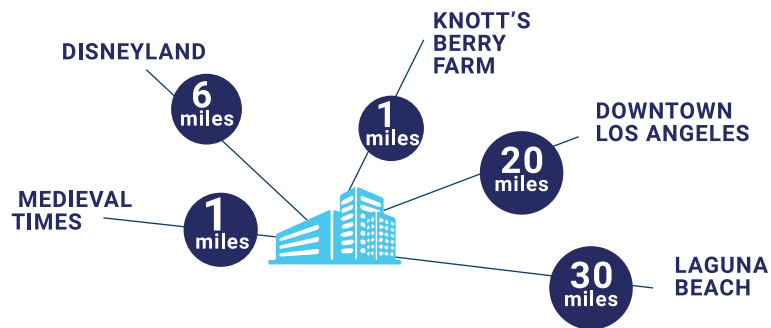 DISNEYLAND
6
miles
KNOTT'S
BERRY
FARM
1
miles
DOWNTOWN
LOS ANGELES
20
miles
MEDIEVAL
TIMES
1
miles
LAGUNA
BEACH
30
miles